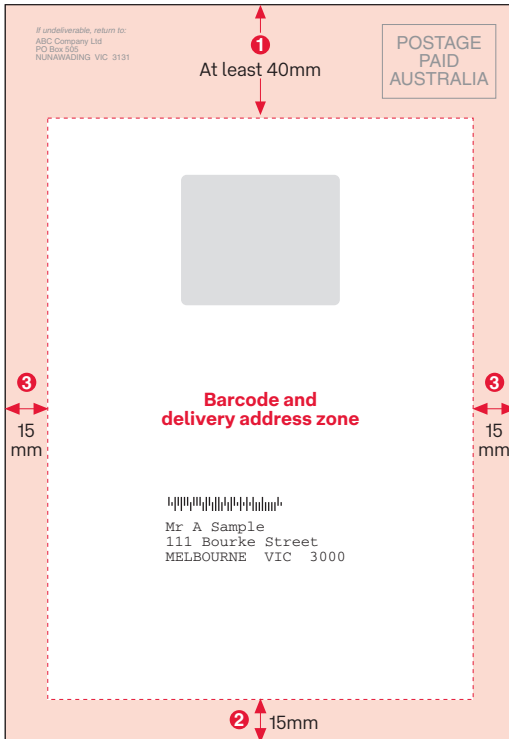 If undeliverable, return to:
ABC Company Ltd
PO Box 505
NUNAWADING VIC 3131
1
At least 40mm
POSTAGE
PAID
AUSTRALIA
3
15
mm
Barcode and
delivery address zone
3
15
mm
Mr A Sample
111 Bourke Street
MELBOURNE VIC 3000
2
15mm